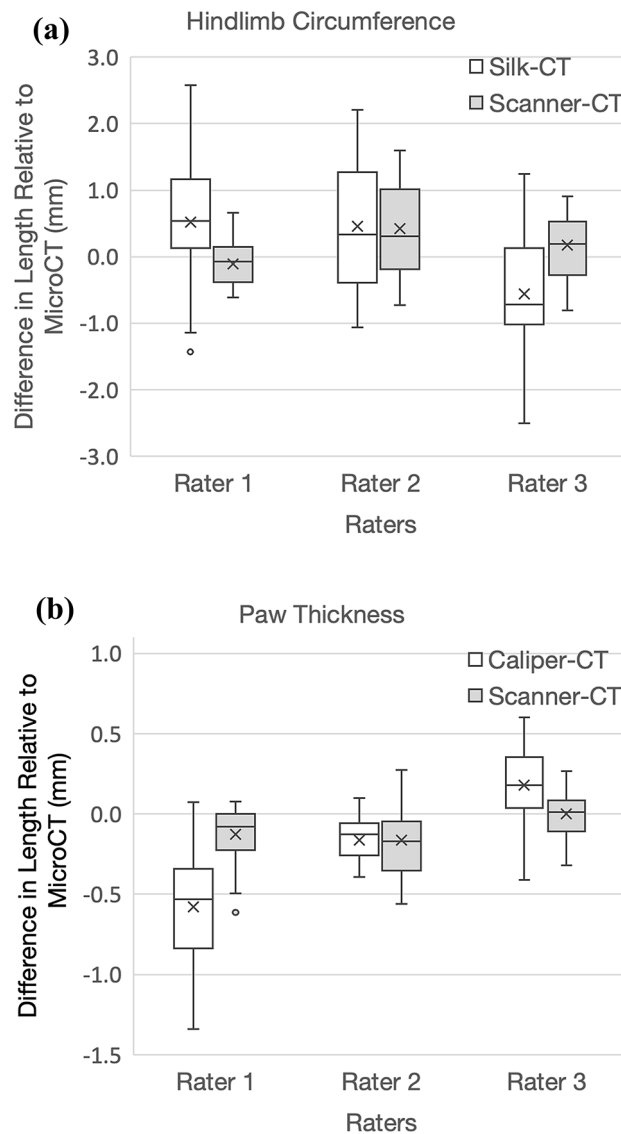 (a)
Hindlimb Circumference
Silk-CT
Scanner-CT
Difference in Length Relative to
MicroCT (mm)
3.0
2.0
1.0
0.0
-1.0
-2.0
-3.0
Rater 1 Rater 2 Rater 3
Raters
(b)
Paw Thickness
Caliper-CT
Scanner-CT
Difference in Length Relative to
MicroCT (mm)
1.0
0.5
0.0
-0.5
-1.0
-1.5
Rater 1 Rater 2 Rater 3
Raters